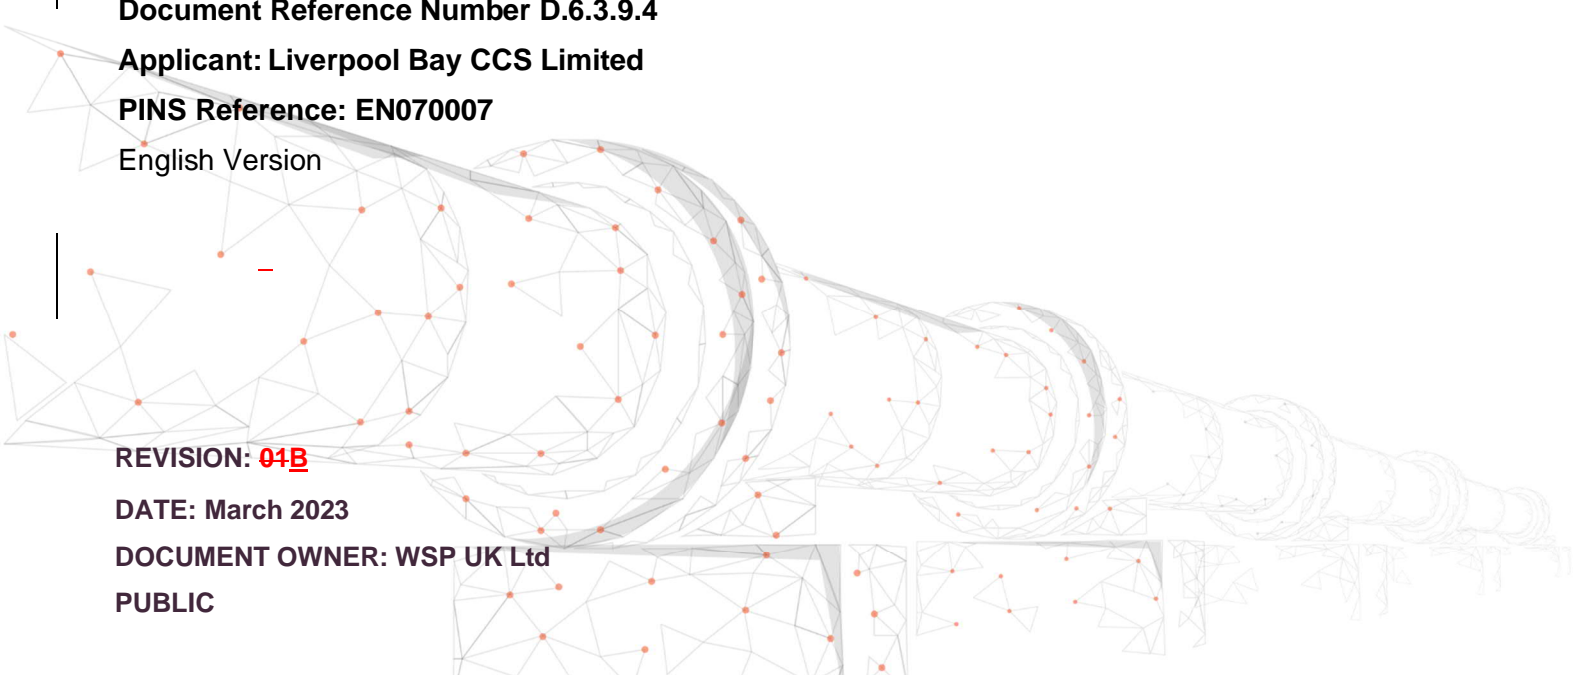 Document Reference Number D.6.3.9.4
Applicant: Liverpool Bay CCS Limited
PINS Reference: EN070007
English Version
REVISION: 01B
DATE: March 2023
DOCUMENT OWNER: WSP UK Ltd
PUBLIC